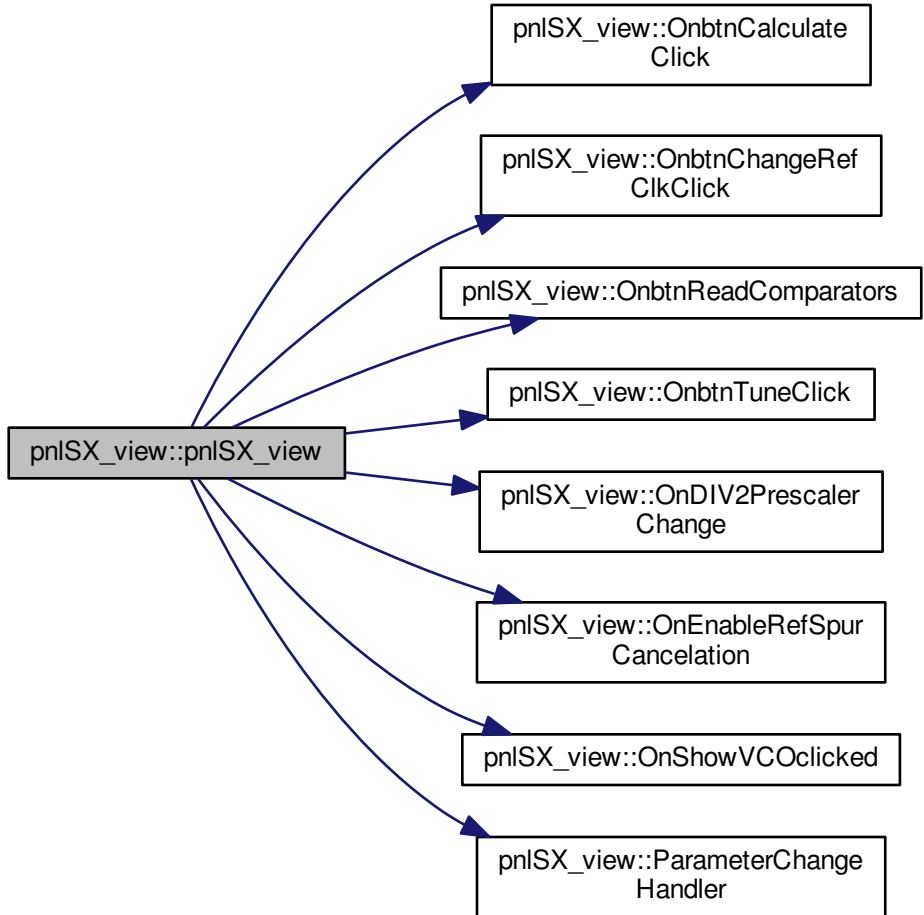 pnlSX_view::OnbtnCalculate
Click
pnlSX_view::OnbtnChangeRef
ClkClick
pnlSX_view::OnbtnReadComparators
pnlSX_view::OnbtnTuneClick
pnlSX_view::pnlSX_view
pnlSX_view::OnDIV2Prescaler
Change
pnlSX_view::OnEnableRefSpur
Cancelation
pnlSX_view::OnShowVCOclicked
pnlSX_view::ParameterChange
Handler